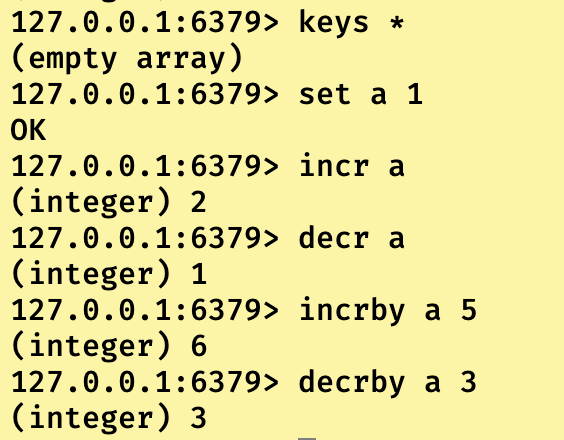 127.0.0.1:6379> keys *
(empty array)
127.0.0.1:6379> set a 1
OK
127.0.0.1:6379> incr a
(integer) 2
127.0.0.1:6379> decr a
(integer) 1
127.0.0.1:6379> incrby a 5
(integer) 6
127.0.0.1:6379> decrby a 3
(integer) 3